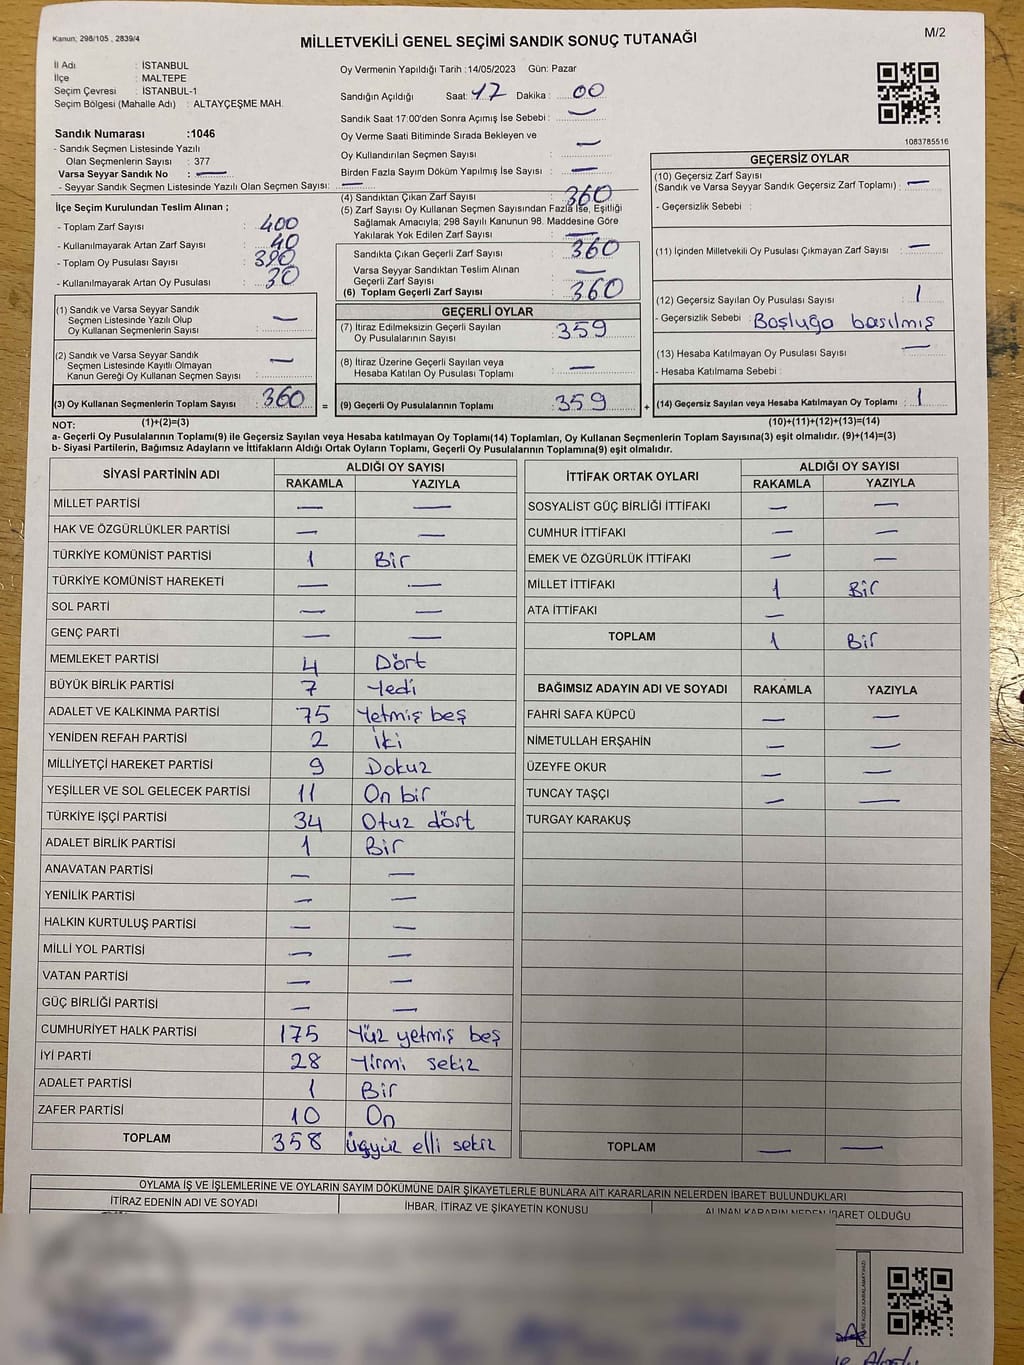 Kanun; 298/105 , 2839/4
MİLLETVEKİLİ GENEL SEÇİMİ SANDIK SONUÇ TUTANAĞI
M/2
İl Adı : İSTANBUL
İlçe : MALTEPE
Seçim Çevresi : İSTANBUL-1
Seçim Bölgesi (Mahalle Adı) : ALTAYÇEŞME MAH.
Sandık Numarası :1046
- Sandık Seçmen Listesinde Yazılı
Olan Seçmenlerin Sayısı : 377
Varsa Seyyar Sandık No : —
- Seyyar Sandık Seçmen Listesinde Yazılı Olan Seçmen Sayısı: —
İlçe Seçim Kurulundan Teslim Alınan ;
- Toplam Zarf Sayısı : 400
- Kullanılmayarak Artan Zarf Sayısı : 40
- Toplam Oy Pusulası Sayısı : 390
- Kullanılmayarak Artan Oy Pusulası : 30
(1) Sandık ve Varsa Seyyar Sandık
Seçmen Listesinde Yazılı Olup
Oy Kullanan Seçmenlerin Sayısı : —
(2) Sandık ve Varsa Seyyar Sandık
Seçmen Listesinde Kayıtlı Olmayan
Kanun Gereği Oy Kullanan Seçmen Sayısı : —
(3) Oy Kullanan Seçmenlerin Toplam Sayısı : 360
(1)+(2)=(3)
Oy Vermenin Yapıldığı Tarih :14/05/2023 Gün: Pazar
Sandığın Açıldığı Saat: 17 Dakika : 00
Sandık Saat 17:00'den Sonra Açımış İse Sebebi : —
Oy Verme Saati Bitiminde Sırada Bekleyen ve
Oy Kullandırılan Seçmen Sayısı : —
Birden Fazla Sayım Döküm Yapılmış İse Sayısı : —
(4) Sandıktan Çıkan Zarf Sayısı : 360
(5) Zarf Sayısı Oy Kullanan Seçmen Sayısından Fazla İse, Eşitliği
Sağlamak Amacıyla; 298 Sayılı Kanunun 98. Maddesine Göre
Yakılarak Yok Edilen Zarf Sayısı : —
Sandıkta Çıkan Geçerli Zarf Sayısı : 360
Varsa Seyyar Sandıktan Teslim Alınan
Geçerli Zarf Sayısı : —
(6) Toplam Geçerli Zarf Sayısı : 360
GEÇERLİ OYLAR
(7) İtiraz Edilmeksizin Geçerli Sayılan
Oy Pusulalarının Sayısı : 359
(8) İtiraz Üzerine Geçerli Sayılan veya
Hesaba Katılan Oy Pusulası Toplamı : —
= (9) Geçerli Oy Pusulalarının Toplamı : 359 +
1083785516
GEÇERSİZ OYLAR
(10) Geçersiz Zarf Sayısı
(Sandık ve Varsa Seyyar Sandık Geçersiz Zarf Toplamı) : —
- Geçersizlik Sebebi :
(11) İçinden Milletvekili Oy Pusulası Çıkmayan Zarf Sayısı : —
(12) Geçersiz Sayılan Oy Pusulası Sayısı : 1
- Geçersizlik Sebebi : Boşluğa basılmış
(13) Hesaba Katılmayan Oy Pusulası Sayısı : —
- Hesaba Katılmama Sebebi :
(14) Geçersiz Sayılan veya Hesaba Katılmayan Oy Toplamı : 1
(10)+(11)+(12)+(13)=(14)
NOT:
a- Geçerli Oy Pusulaların Toplamı(9) ile Geçersiz Sayılan veya Hesaba katılmayan Oy Toplamı(14) Toplamları, Oy Kullanan Seçmenlerin Toplam Sayısına(3) eşit olmalıdır. (9)+(14)=(3)
b- Siyasi Partilerin, Bağımsız Adayların ve İttifakların Aldığı Ortak Oyların Toplamı, Geçerli Oy Pusulalarının Toplamına(9) eşit olmalıdır.
SİYASİ PARTİNİN ADI ALDIĞI OY SAYISI
RAKAMLA YAZIYLA
MİLLET PARTİSİ — —
HAK VE ÖZGÜRLÜKLER PARTİSİ — —
TÜRKİYE KOMÜNİST PARTİSİ 1 Bir
TÜRKİYE KOMÜNİST HAREKETİ — —
SOL PARTİ — —
GENÇ PARTİ — —
MEMLEKET PARTİSİ 4 Dört
BÜYÜK BİRLİK PARTİSİ 7 Yedi
ADALET VE KALKINMA PARTİSİ 75 Yetmiş beş
YENİDEN REFAH PARTİSİ 2 İki
MİLLİYETÇİ HAREKET PARTİSİ 9 Dokuz
YEŞİLLER VE SOL GELECEK PARTİSİ 11 On bir
TÜRKİYE İŞÇİ PARTİSİ 34 Otuz dört
ADALET BİRLİK PARTİSİ 1 Bir
ANAVATAN PARTİSİ — —
YENİLİK PARTİSİ — —
HALKIN KURTULUŞ PARTİSİ — —
MİLLİ YOL PARTİSİ — —
VATAN PARTİSİ — —
GÜÇ BİRLİĞİ PARTİSİ — —
CUMHURİYET HALK PARTİSİ 175 Yüz yetmiş beş
İYİ PARTİ 28 Yirmi sekiz
ADALET PARTİSİ 1 Bir
ZAFER PARTİSİ 10 On
TOPLAM 358 üçyüz elli sekiz
İTTİFAK ORTAK OYLARI ALDIĞI OY SAYISI
RAKAMLA YAZIYLA
SOSYALİST GÜÇ BİRLİĞİ İTTİFAKI — —
CUMHUR İTTİFAKI — —
EMEK VE ÖZGÜRLÜK İTTİFAKI — —
MİLLET İTTİFAKI 1 Bir
ATA İTTİFAKI —
TOPLAM 1 Bir
BAĞIMSIZ ADAYIN ADI VE SOYADI RAKAMLA YAZIYLA
FAHRİ SAFA KÜPCÜ — —
NİMETULLAH ERŞAHİN — —
ÜZEYFE OKUR — —
TUNCAY TAŞÇI — —
TURGAY KARAKUŞ
TOPLAM — —
OYLAMA İŞ VE İŞLEMLERİNE VE OYLARIN SAYIM DÖKÜMÜNE DAİR ŞİKAYETLERLE BUNLARA AİT KARARLARIN NELERDEN İBARET BULUNDUKLARI
İTİRAZ EDENİN ADI VE SOYADI İHBAR, İTİRAZ VE ŞİKAYETİN KONUSU ALINAN KARARIN NEDEN İBARET OLDUĞU